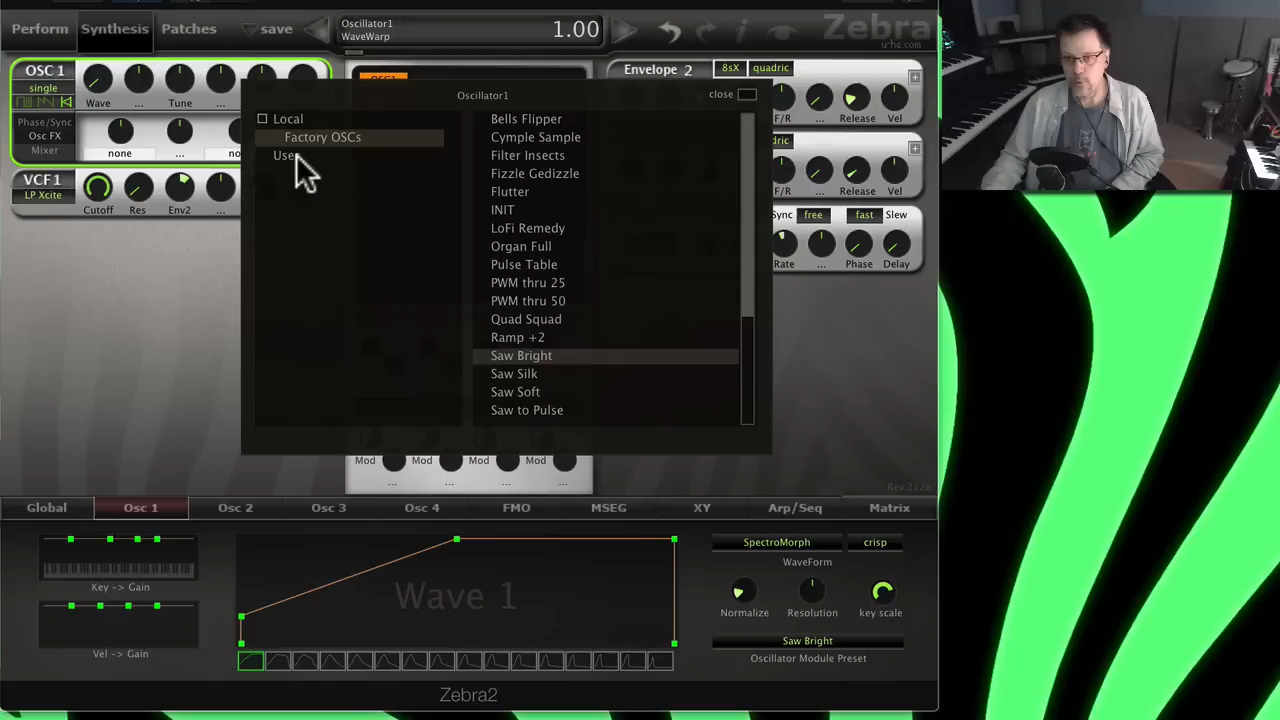 Perform Synthesis Patches save
Oscillator1
WaveWarp
1.00
Zebra
u-he.com
OSC 1
single
Wave ... Tune
Phase/Sync
Osc FX
Mixer
none ... no
VCF1
LP Xcite
Cutoff Res Env2 ...
Envelope 2 8sX quadric
F/R ... Release Vel
dric
F/R ... Release Vel
Sync free fast Slew
Rate ... Phase Delay
Oscillator1
close
Local
Factory OSCs
User
Bells Flipper
Cymple Sample
Filter Insects
Fizzle Gedizzle
Flutter
INIT
LoFi Remedy
Organ Full
Pulse Table
PWM thru 25
PWM thru 50
Quad Squad
Ramp +2
Saw Bright
Saw Silk
Saw Soft
Saw to Pulse
Mod Mod Mod Mod
... ... ... ...
Rev.2126
Global Osc 1 Osc 2 Osc 3 Osc 4 FMO MSEG XY Arp/Seq Matrix
Key -> Gain
Vel -> Gain
Wave 1
SpectroMorph crisp
WaveForm
Normalize Resolution key scale
Saw Bright
Oscillator Module Preset
Zebra2